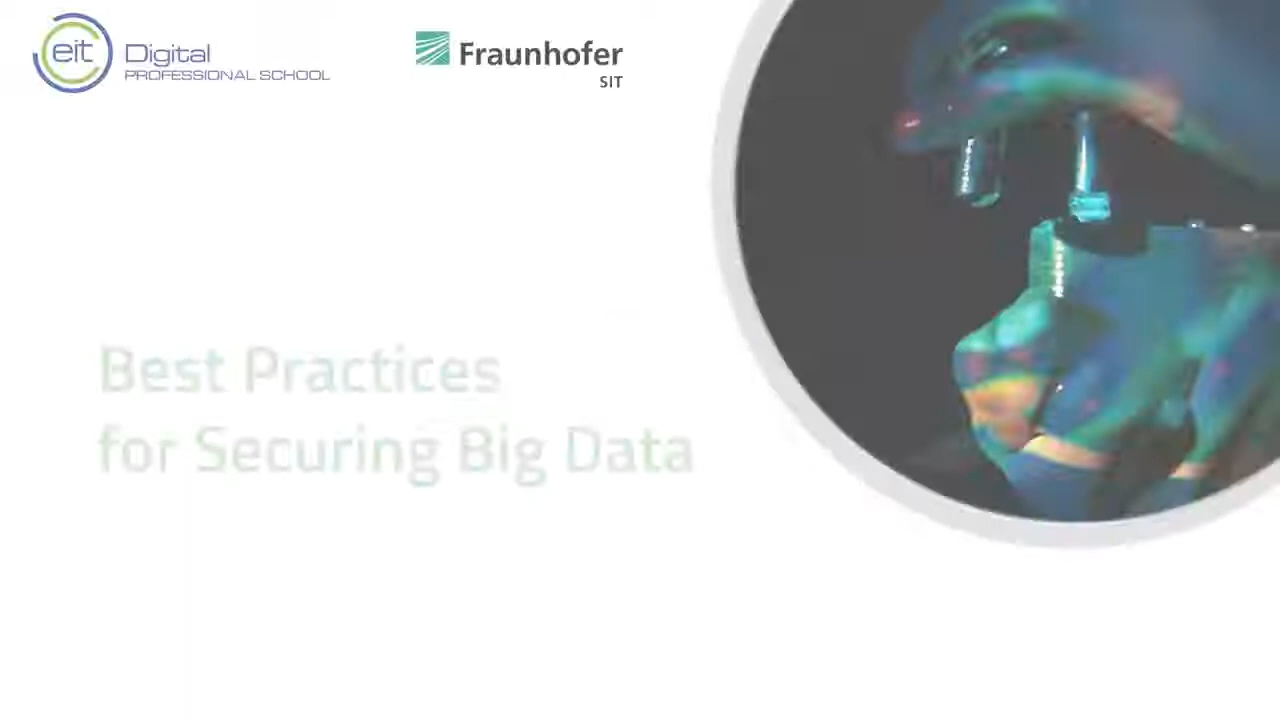 eit Digital
PROFESSIONAL SCHOOL
Fraunhofer
SIT
Best Practices
for Securing Big Data